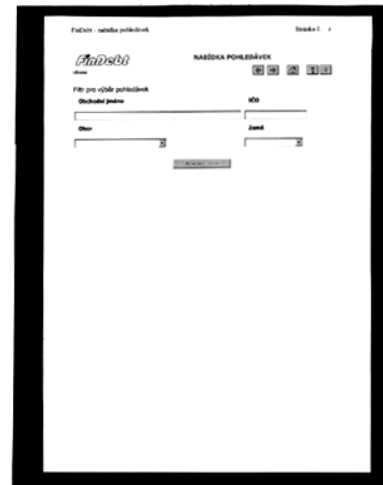 FinDebt - nabídka pohledávek Stránka 1
FinDebt
NABÍDKA POHLEDÁVEK
Filtr pro výběr pohledávek
Obchodní jméno IČO
Obor Země